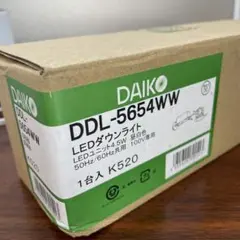 DAIKO
DDL-5654WW
LEDダウンライト
LEDユニット4.5W 昼白色
50Hz/60Hz共用 100V専用
1台入 K520
DDL-5654WW